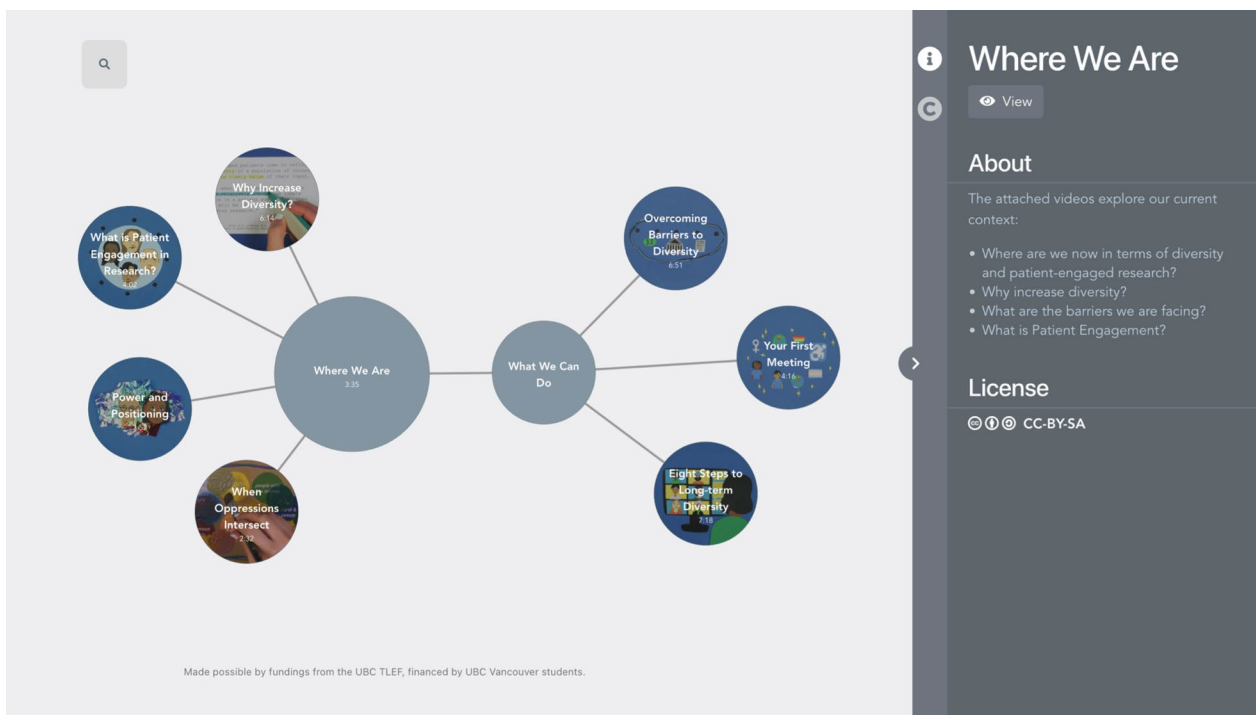 Why Increase
Diversity?
6:14
What is Patient
Engagement in
Research?
4:02
Power and
Positioning
When
Oppressions
Intersect
2:32
Where We Are
3:35
What We Can
Do
Overcoming
Barriers to
Diversity
6:51
Your First
Meeting
4:16
Eight Steps to
Long-term
Diversity
7:18
Made possible by fundings from the UBC TLEF, financed by UBC Vancouver students.
Where We Are
View
About
The attached videos explore our current
context:
• Where are we now in terms of diversity
and patient-engaged research?
• Why increase diversity?
• What are the barriers we are facing?
• What is Patient Engagement?
License
CC-BY-SA